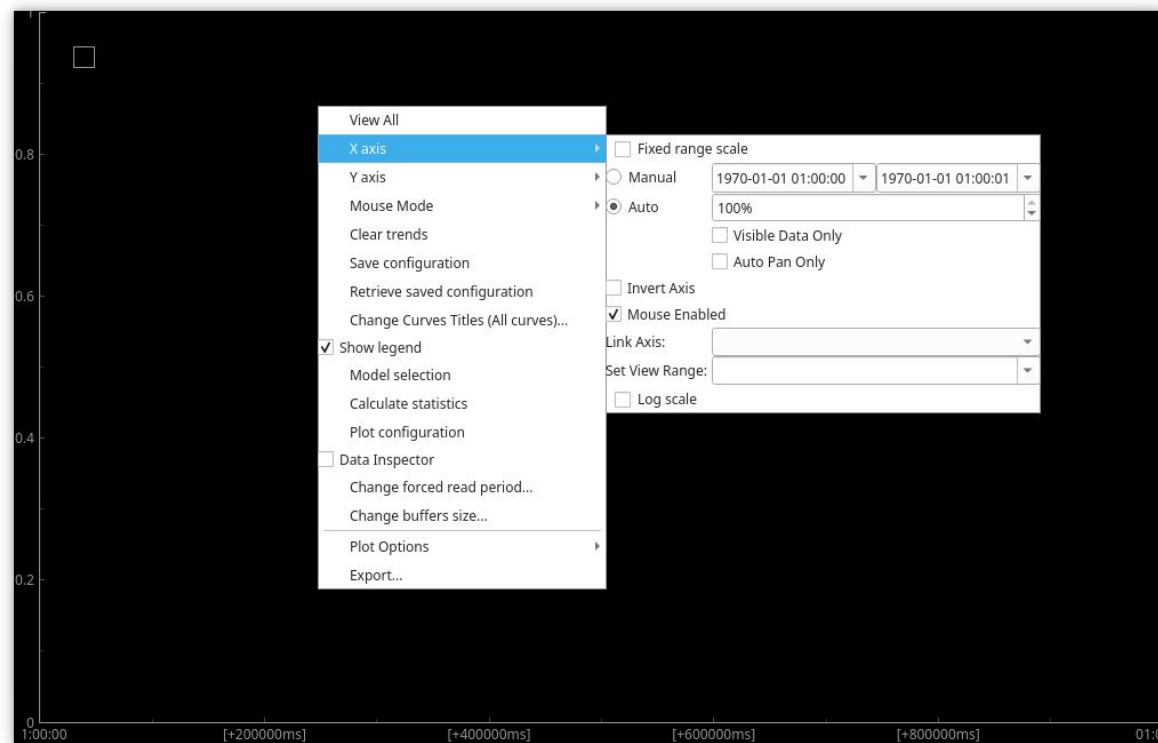 View All
X axis
Fixed range scale
0.8
Y axis
Manual
1970-01-01 01:00:00
1970-01-01 01:00:01
Mouse Mode
Auto
100%
Clear trends
Visible Data Only
Save configuration
Auto Pan Only
0.6
Retrieve saved configuration
Invert Axis
Change Curves Titles (All curves)...
Mouse Enabled
Show legend
Link Axis:
Model selection
Set View Range:
Calculate statistics
Log scale
0.4
Plot configuration
Data Inspector
Change forced read period...
Change buffers size...
Plot Options
0.2
Export...
0
1:00:00
[+200000ms]
[+400000ms]
[+600000ms]
[+800000ms]